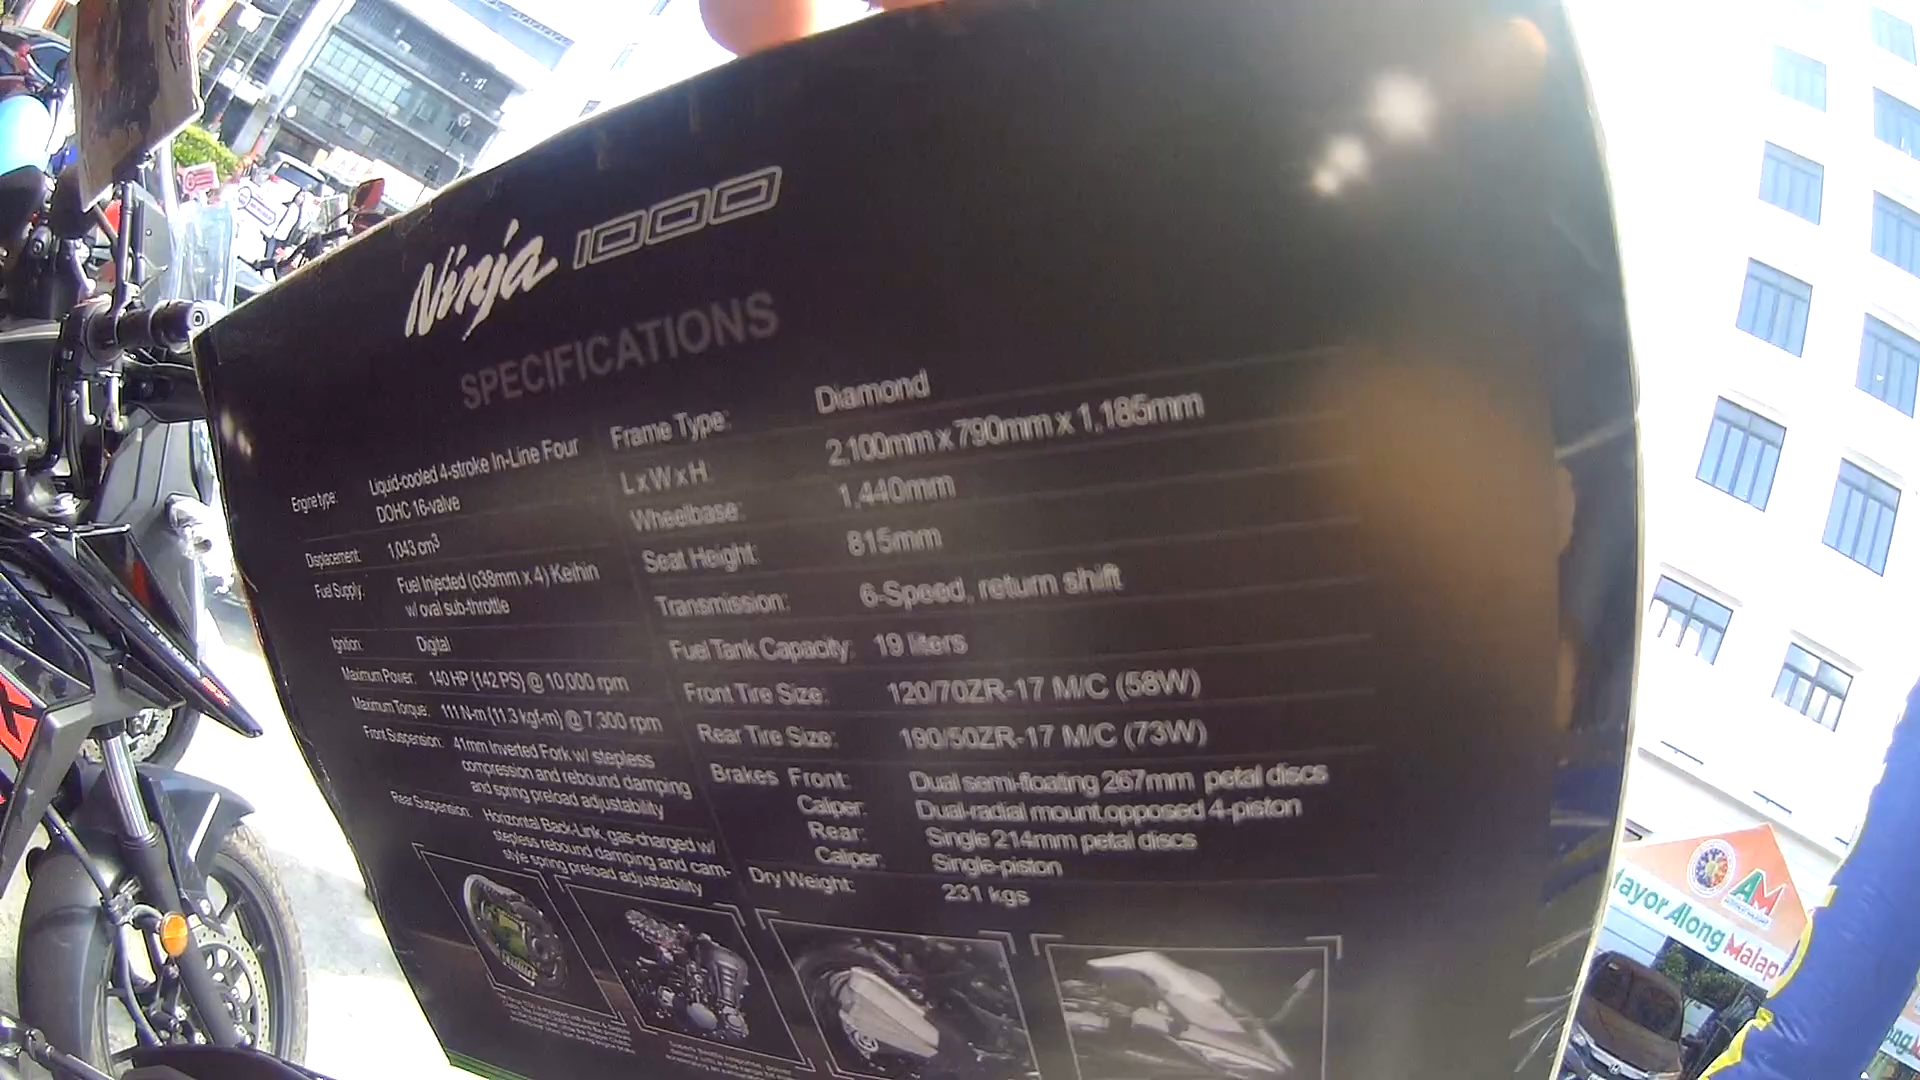 Ninja 1000
SPECIFICATIONS
Engine type: Liquid-cooled 4-stroke In-Line Four
DOHC 16-valve
Displacement: 1,043 cm3
Fuel Supply: Fuel Injected (o38mm x 4) Keihin
w/ oval sub-throttle
Ignition: Digital
Maximum Power: 140 HP (142 PS) @ 10,000 rpm
Maximum Torque: 111 N-m (11.3 kgf-m) @ 7,300 rpm
Front Suspension: 41mm Inverted Fork w/ stepless
compression and rebound damping
and spring preload adjustability
Rear Suspension: Horizontal Back-Link, gas-charged w/
stepless rebound damping and cam-
style spring preload adjustability
Frame Type: Diamond
L x W x H: 2,100mm x 790mm x 1,185mm
Wheelbase: 1,440mm
Seat Height: 815mm
Transmission: 6-Speed, return shift
Fuel Tank Capacity: 19 liters
Front Tire Size: 120/70ZR-17 M/C (58W)
Rear Tire Size: 190/50ZR-17 M/C (73W)
Brakes Front: Dual semi-floating 267mm petal discs
Caliper: Dual-radial mount,opposed 4-piston
Rear: Single 214mm petal discs
Caliper: Single-piston
Dry Weight: 231 kgs
AM
Mayor Along Malap